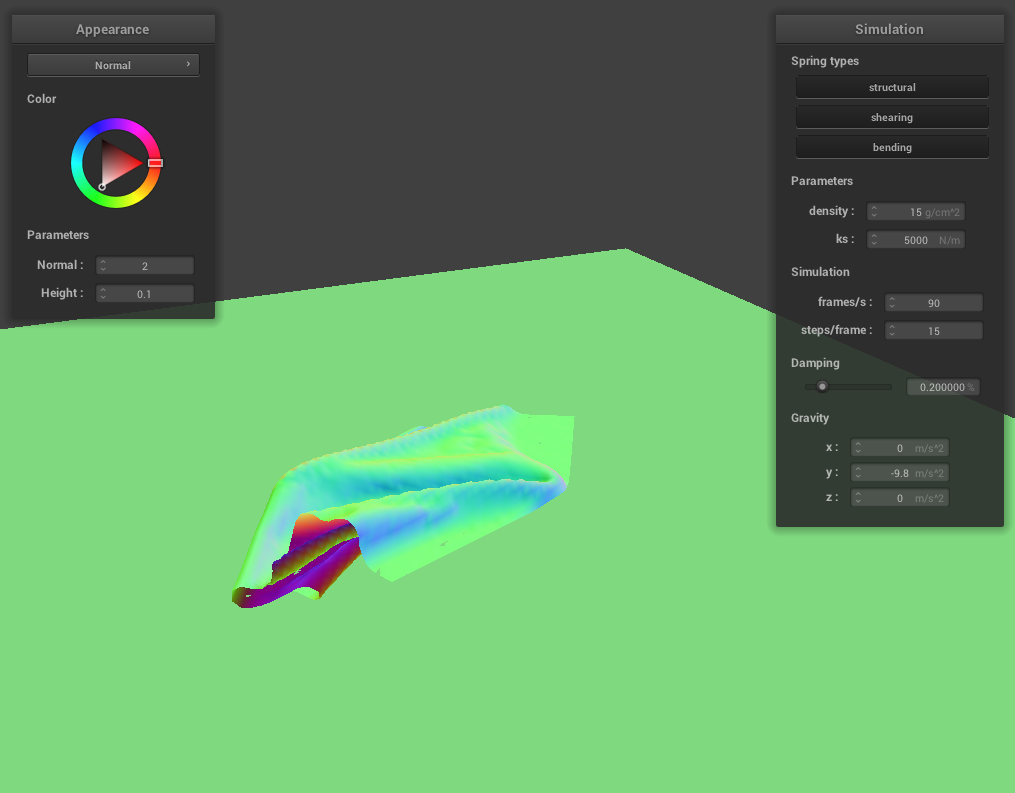 Appearance
Normal
Color
Parameters
Normal : 2
Height : 0.1
Simulation
Spring types
structural
shearing
bending
Parameters
density : 15 g/cm^2
ks : 5000 N/m
Simulation
frames/s : 90
steps/frame : 15
Damping
0.200000 %
Gravity
x : 0 m/s^2
y : -9.8 m/s^2
z : 0 m/s^2